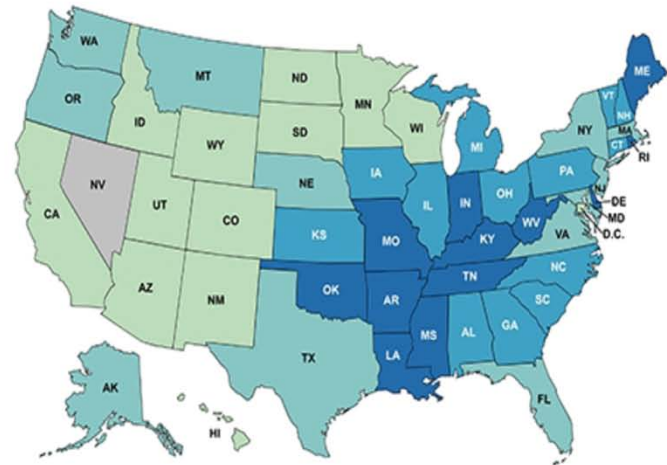 WA
MT
ND
MN
ME
VT
NH
OR
ID
SD
WI
NY
MA
CT
RI
WY
MI
IA
NE
PA
NJ
NV
IL
IN
OH
DE
MD
D.C.
UT
CO
CA
KS
MO
WV
VA
KY
NC
TN
AZ
NM
OK
AR
SC
MS
AL
GA
TX
LA
AK
FL
HI